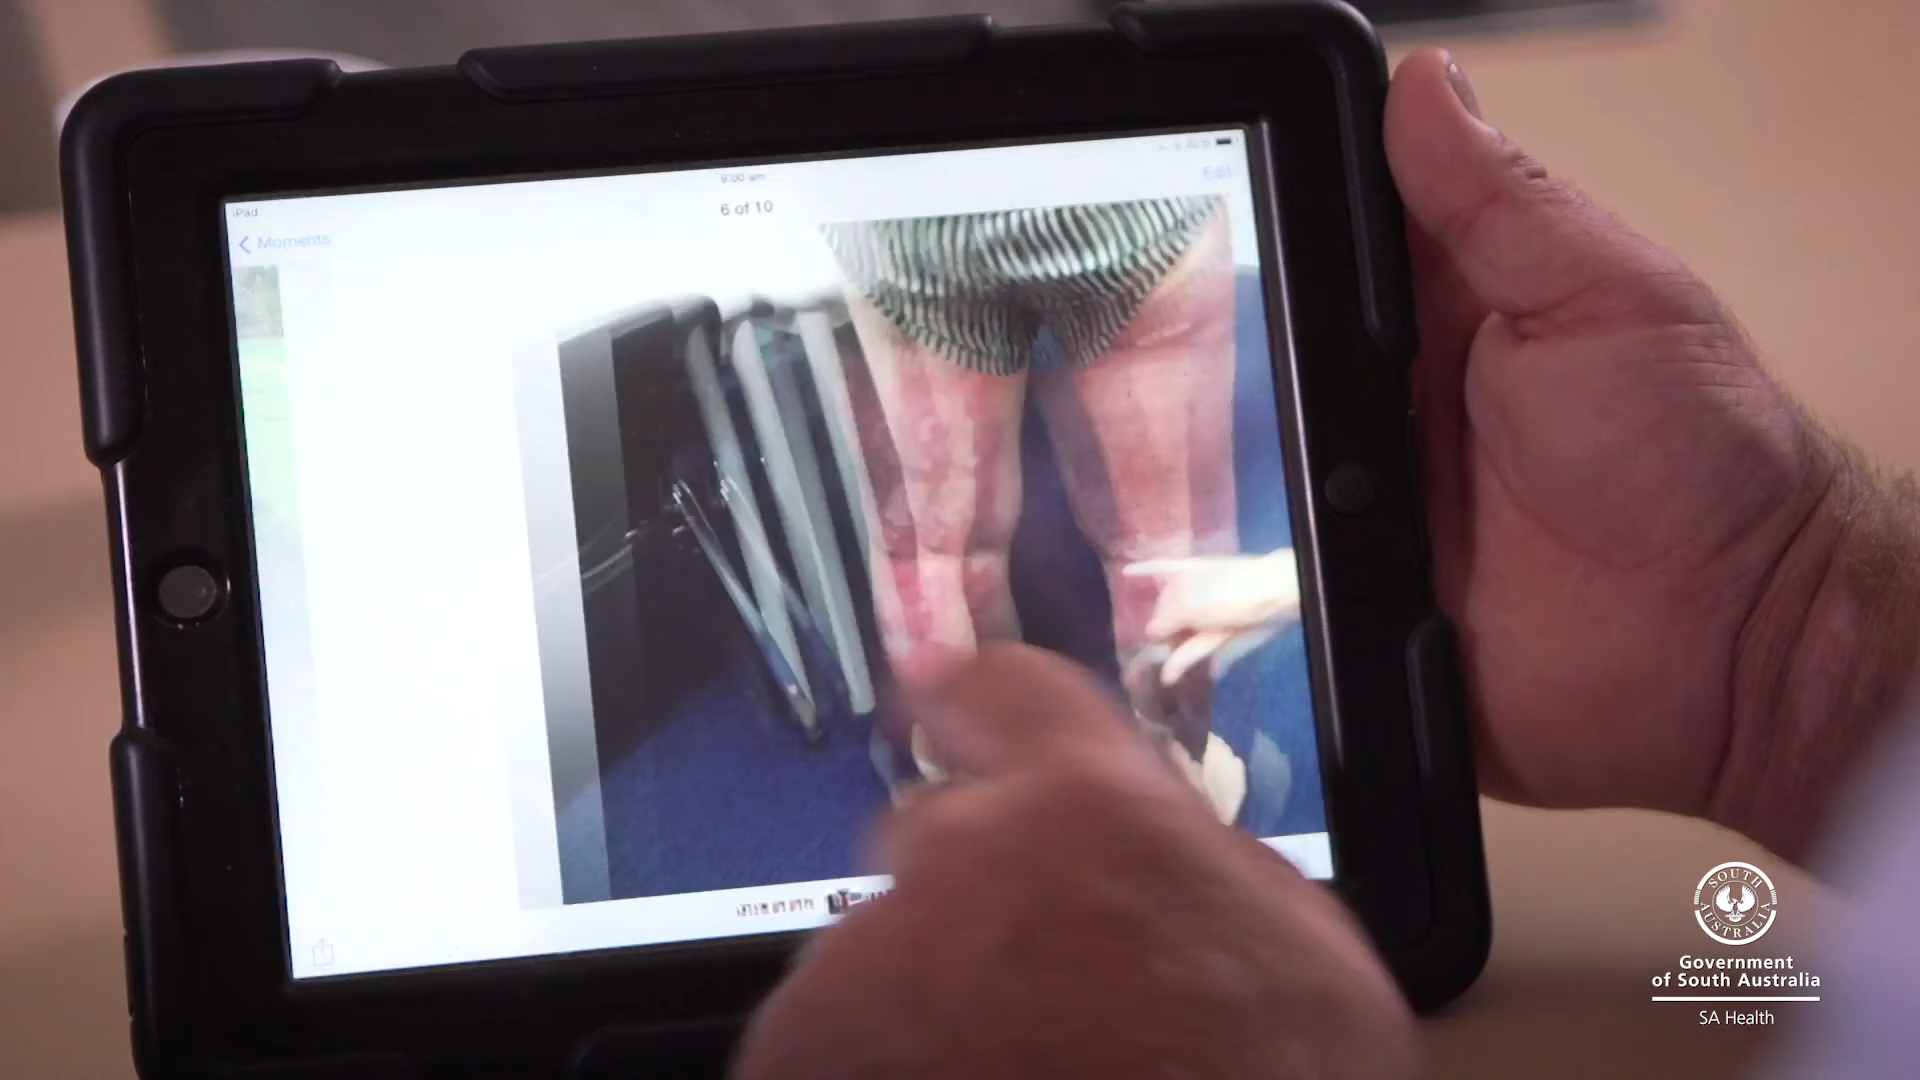 iPad
9:00 am
6 of 10
Moments
Edit
SOUTH AUSTRALIA
Government
of South Australia
SA Health